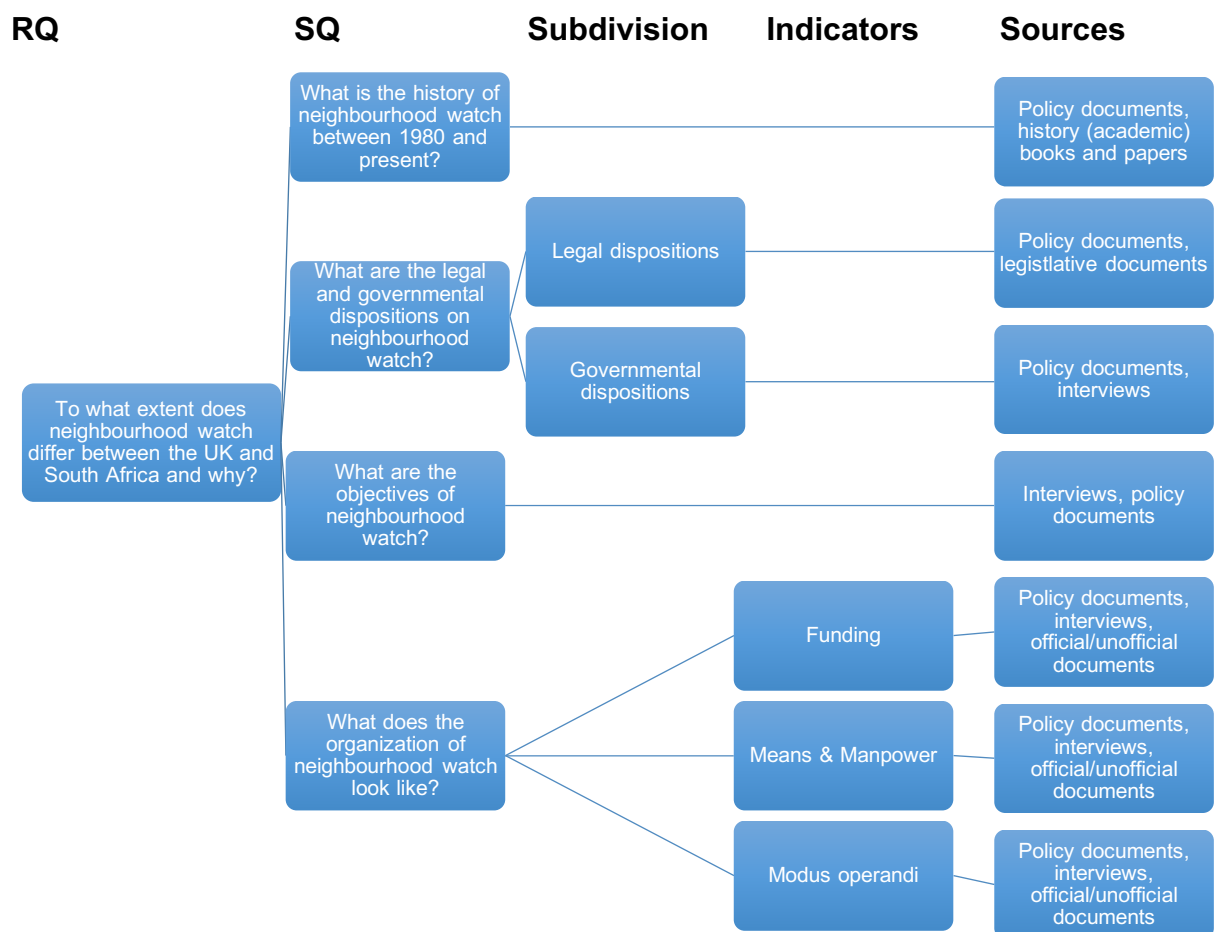 RQ
SQ
Subdivision
Indicators
Sources
What is the history of
neighbourhood watch
between 1980 and
present?
Policy documents,
history (academic)
books and papers
What are the legal
and governmental
dispositions on
neighbourhood
watch?
Legal dispositions
Policy documents,
legistlative documents
Governmental
dispositions
Policy documents,
interviews
To what extent does
neighbourhood watch
differ between the UK and
South Africa and why?
What are the
objectives of
neighbourhood
watch?
Interviews, policy
documents
What does the
organization of
neighbourhood watch
look like?
Funding
Policy documents,
interviews,
official/unofficial
documents
Means & Manpower
Policy documents,
interviews,
official/unofficial
documents
Modus operandi
Policy documents,
interviews,
official/unofficial
documents